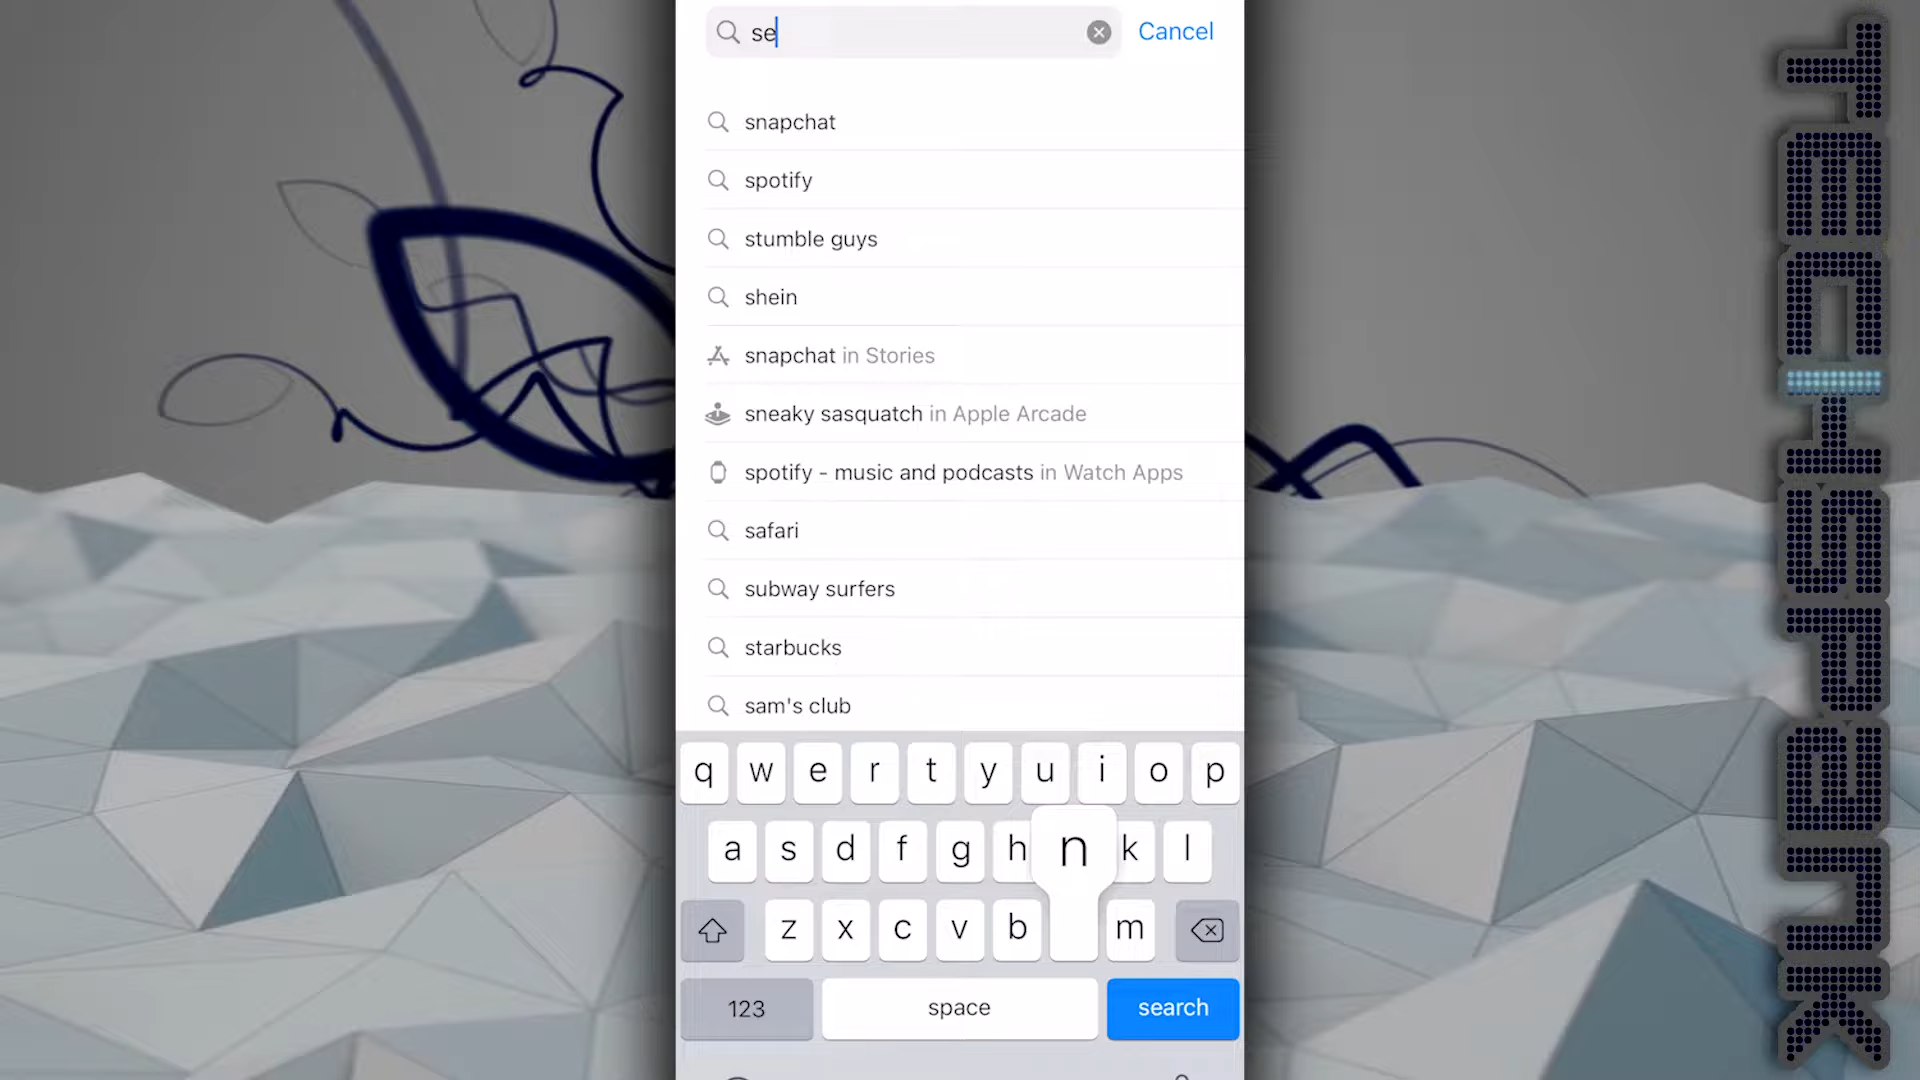 se
Cancel
snapchat
spotify
stumble guys
shein
snapchat in Stories
sneaky sasquatch in Apple Arcade
spotify - music and podcasts in Watch Apps
safari
subway surfers
starbucks
sam's club
q w e r t y u i o p
a s d f g h n k l
z x c v b m
123 space search
TECHSPANK